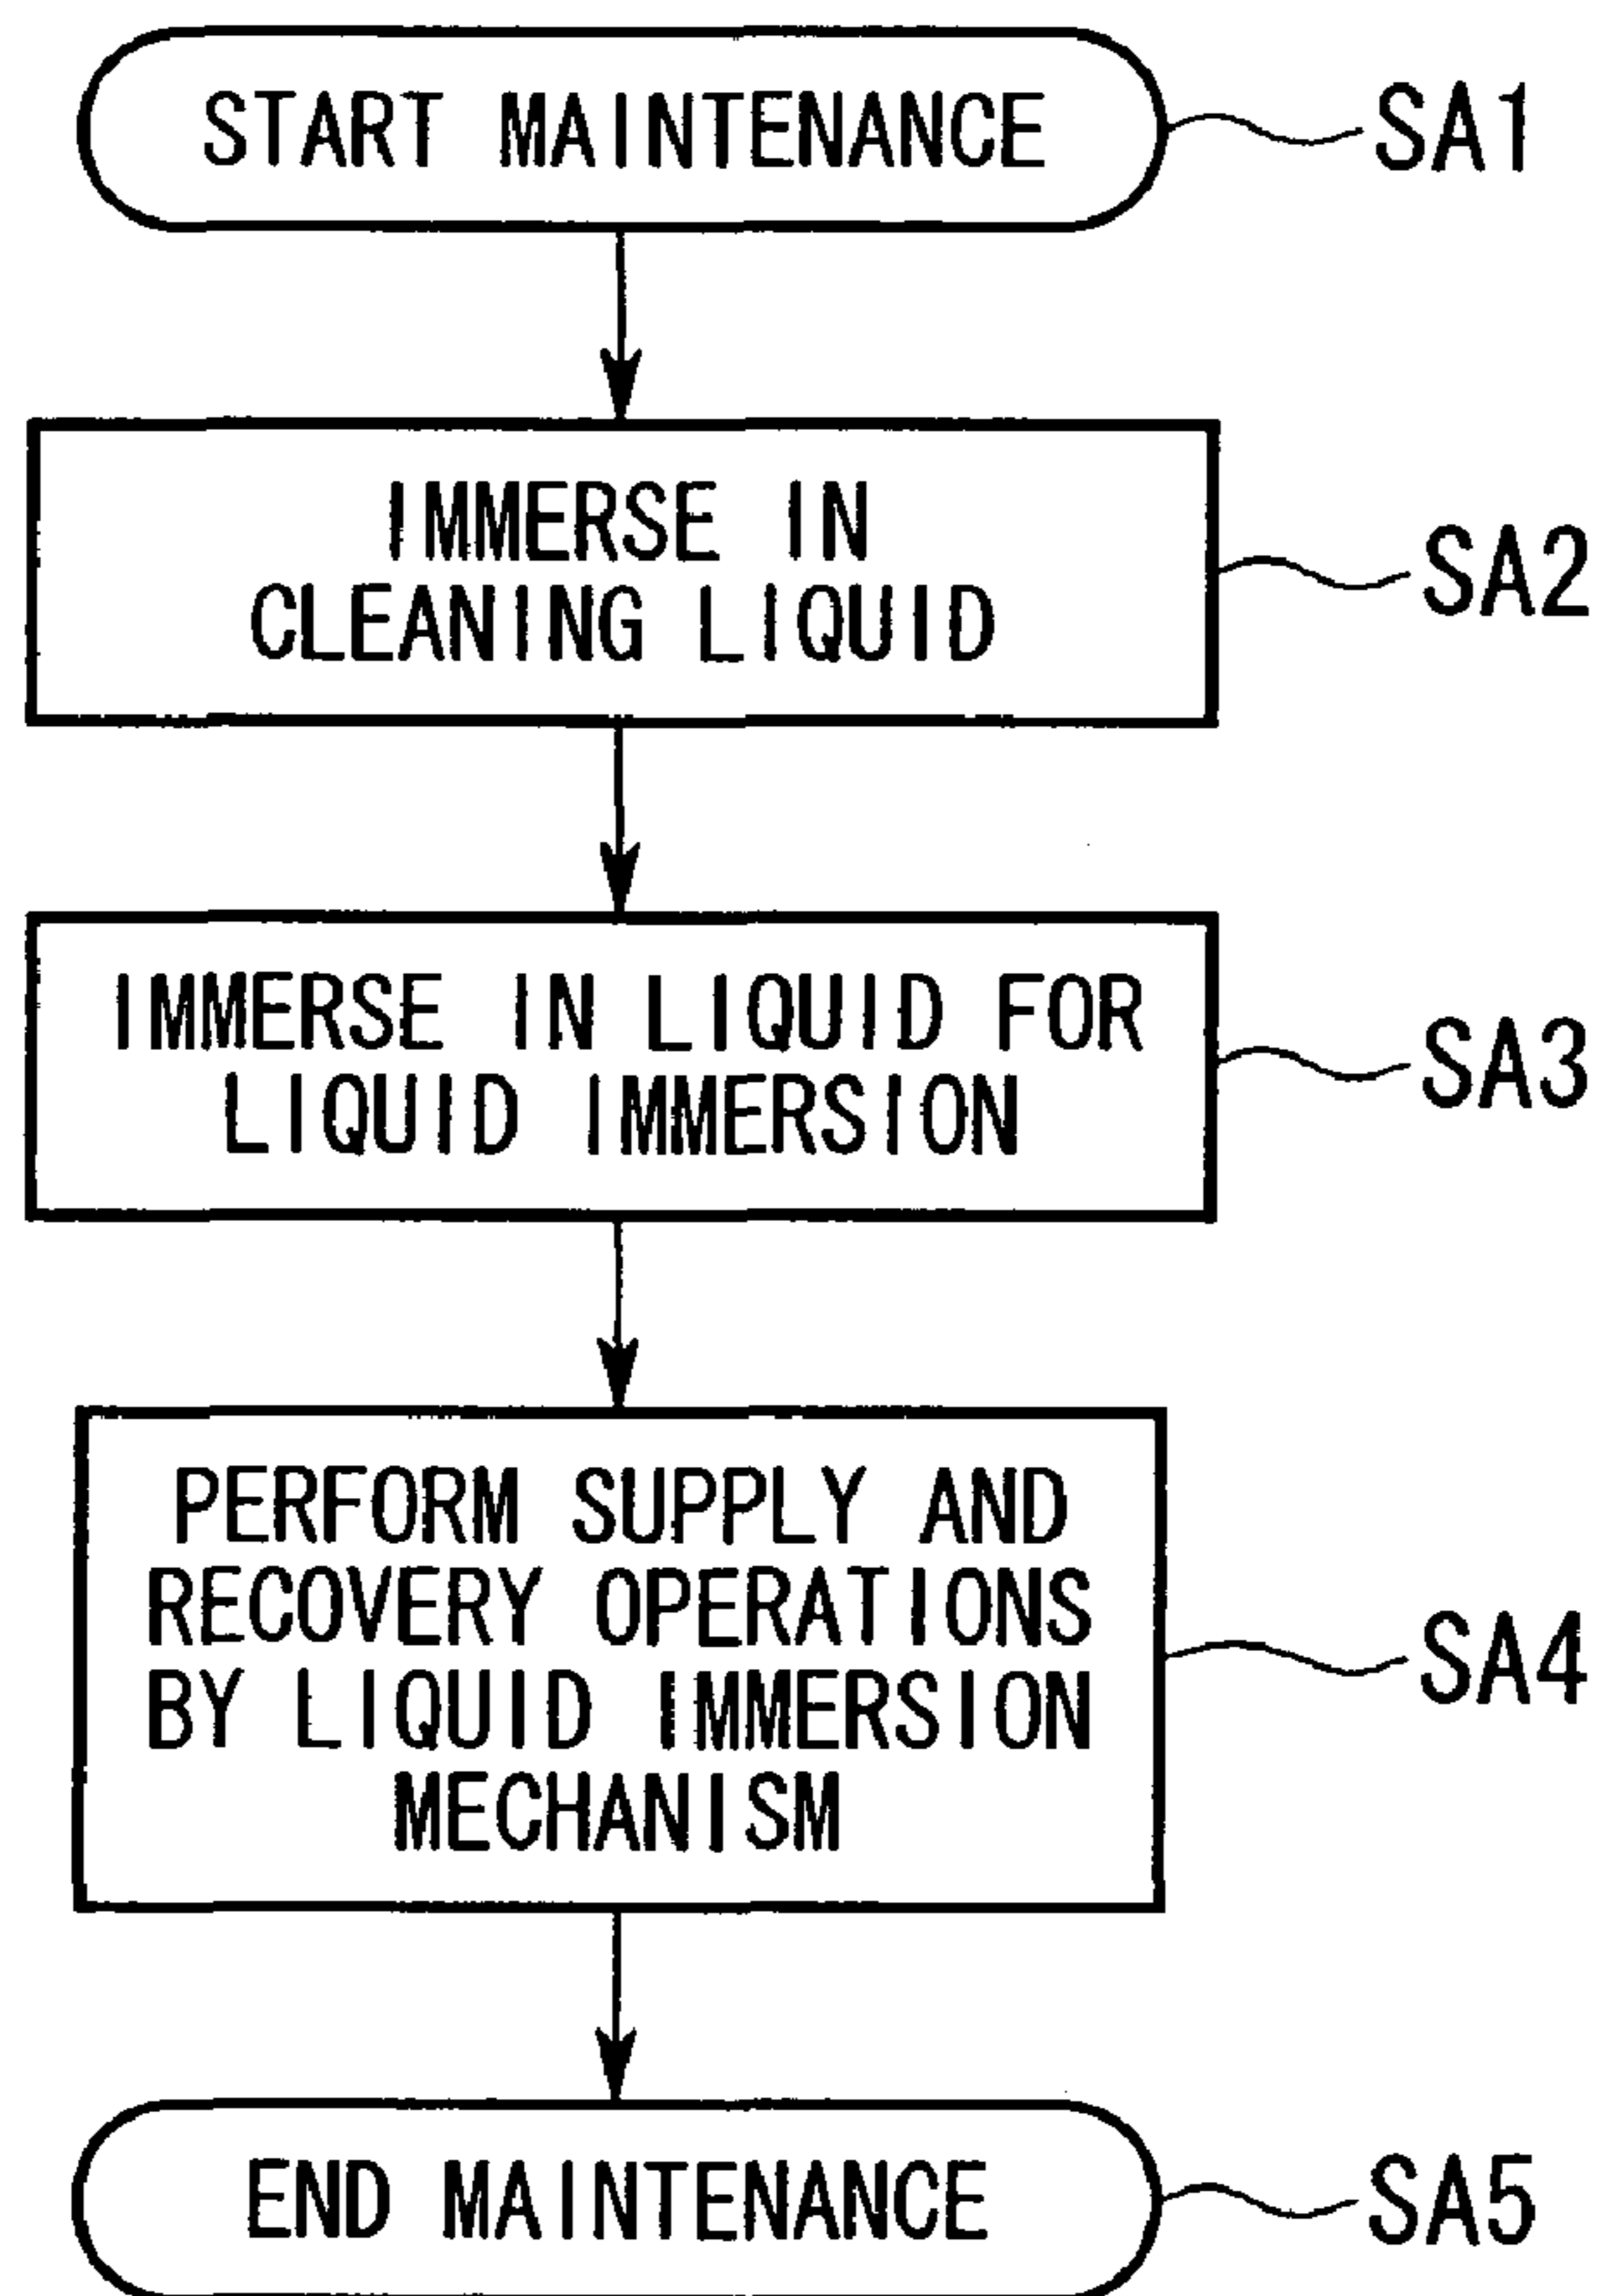 START MAINTENANCE
SA1
IMMERSE IN
CLEANING LIQUID
SA2
IMMERSE IN LIQUID FOR
LIQUID IMMERSION
SA3
PERFORM SUPPLY AND
RECOVERY OPERATIONS
BY LIQUID IMMERSION
MECHANISM
SA4
END MAINTENANCE
SA5